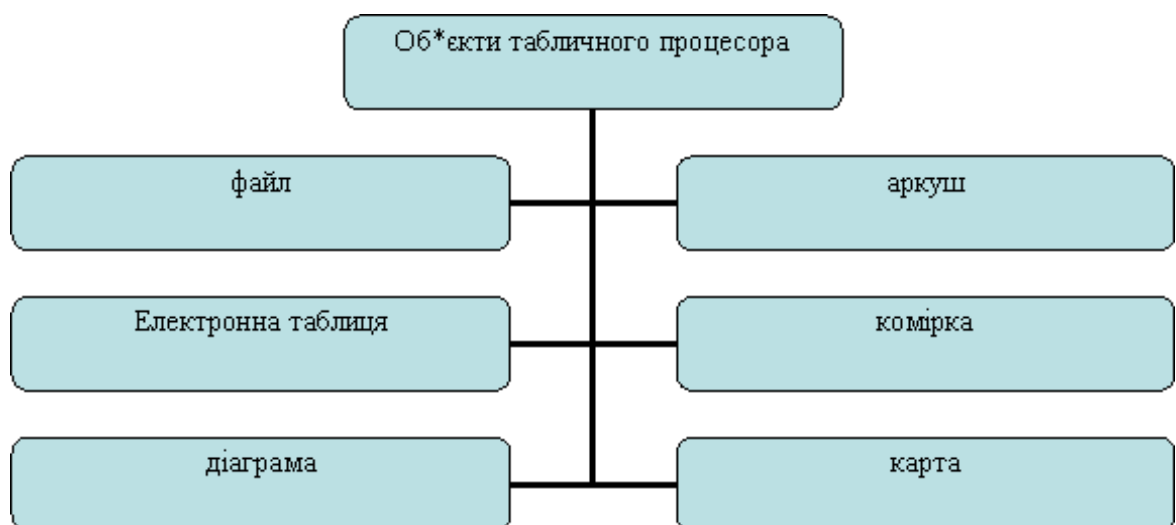 Об*єкти табличного процесора
файл
аркуш
Електронна таблиця
комірка
діаграма
карта